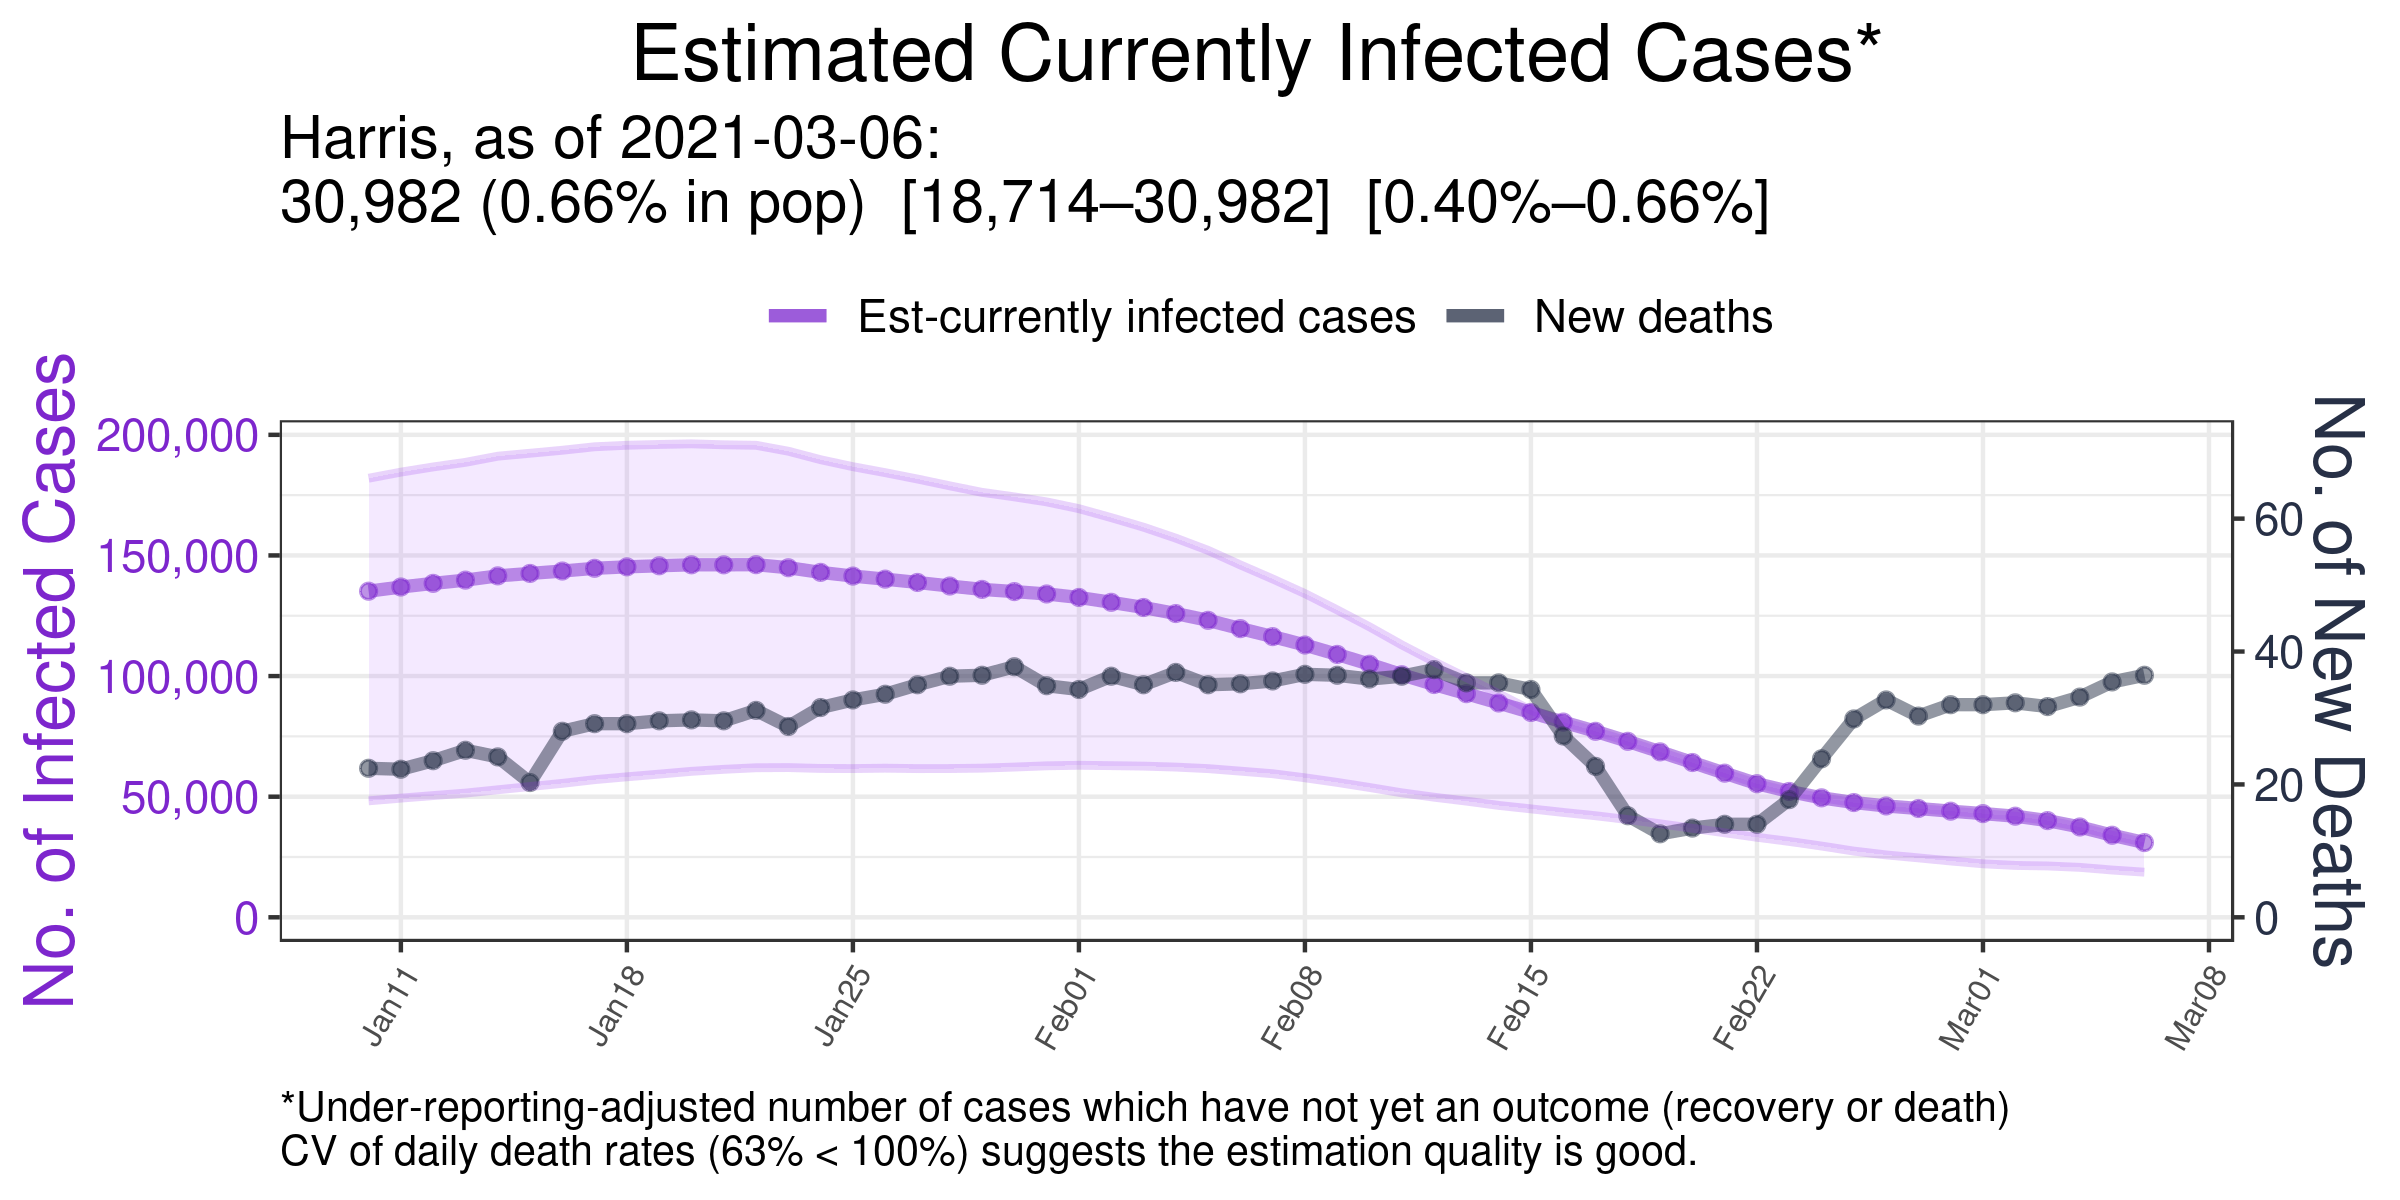 Estimated Currently Infected Cases*
Harris, as of 2021-03-06:
30,982 (0.66% in pop)  [18,714–30,982]  [0.40%–0.66%]
Est-currently infected cases
New deaths
No. of Infected Cases
200,000
150,000
100,000
50,000
0
60
40
20
0
No. of New Deaths
Jan11
Jan18
Jan25
Feb01
Feb08
Feb15
Feb22
Mar01
Mar08
*Under-reporting-adjusted number of cases which have not yet an outcome (recovery or death)
CV of daily death rates (63% < 100%) suggests the estimation quality is good.